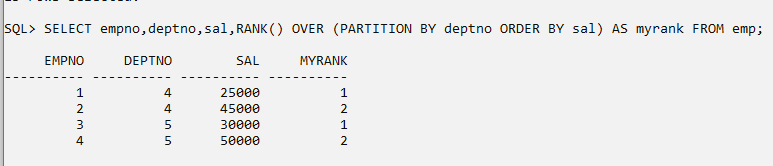 SQL> SELECT empno,deptno,sal,RANK() OVER (PARTITION BY deptno ORDER BY sal) AS myrank FROM emp;
EMPNO DEPTNO SAL MYRANK
---------- ---------- ---------- ----------
1 4 25000 1
2 4 45000 2
3 5 30000 1
4 5 50000 2